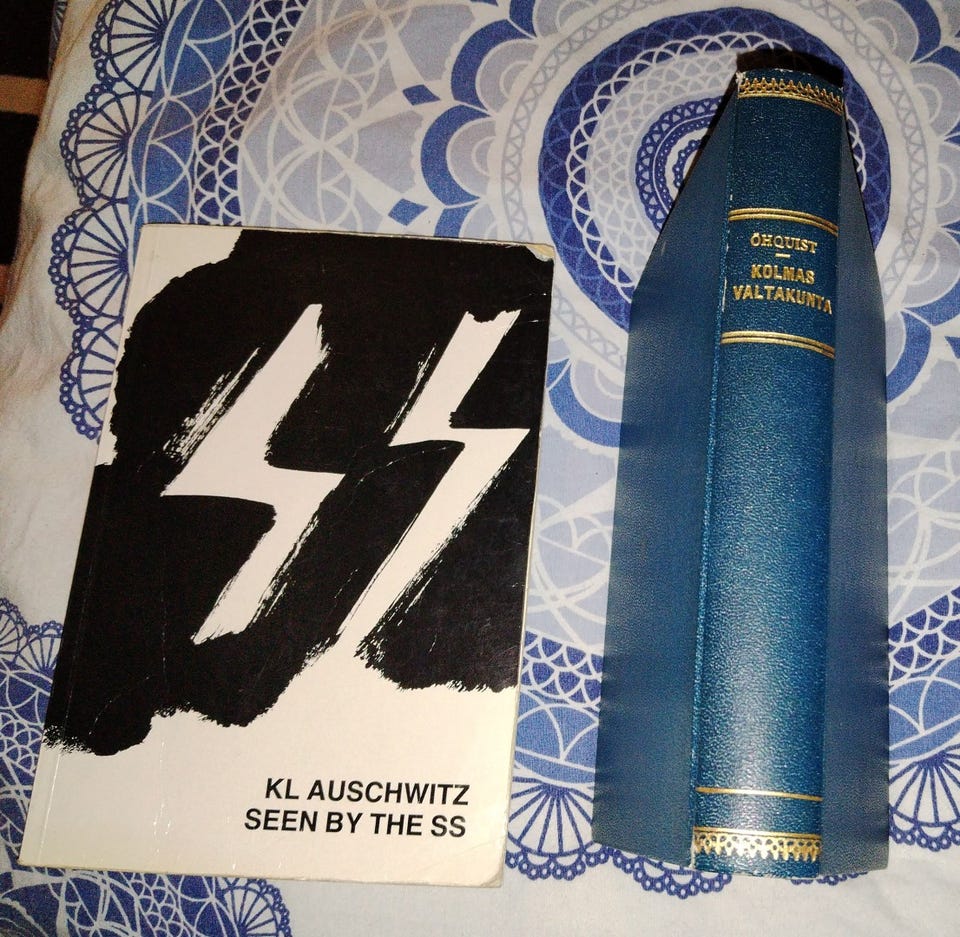 KL AUSCHWITZ
SEEN BY THE SS
ÖHQUIST
KOLMAS
VALTAKUNTA